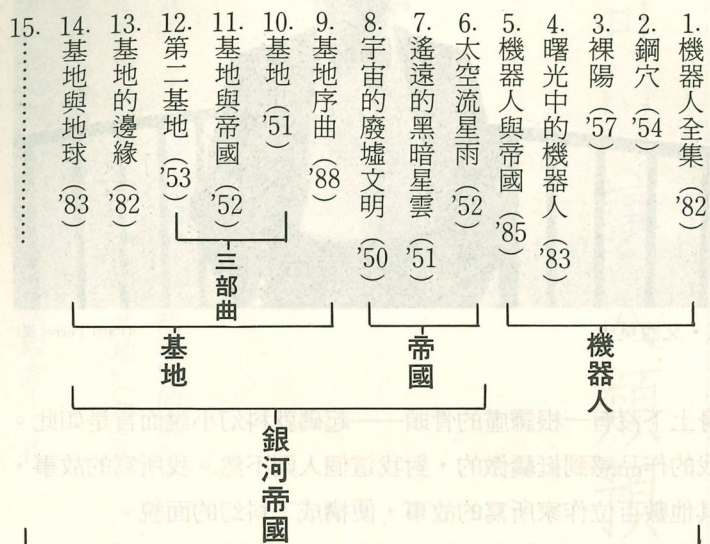 1. 機器人全集（'82）
2. 鋼穴（'54）
3. 裸陽（'57）
4. 曙光中的機器人（'83）
5. 機器人與帝國（'85）
6. 太空流星雨（'52）
7. 遙遠的黑暗星雲（'51）
8. 宇宙的廢墟文明（'50）
9. 基地序曲（'88）
10. 基地（'51）
11. 基地與帝國（'52）
12. 第二基地（'53）
13. 基地的邊緣（'82）
14. 基地與地球（'83）
15. ……………
三部曲
機器人
帝國
基地
銀河帝國